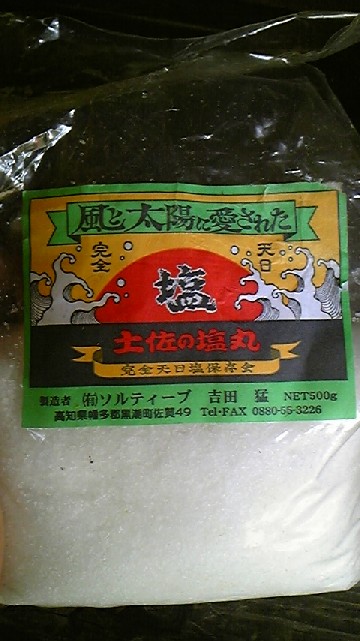 風と太陽に愛された
完全 天日
塩
土佐の塩丸
完全天日塩保存会
製造者 (有)ソルティーブ 吉田 猛 NET500g
高知県幡多郡黒潮町佐賀49 Tel・FAX 0880-55-3226